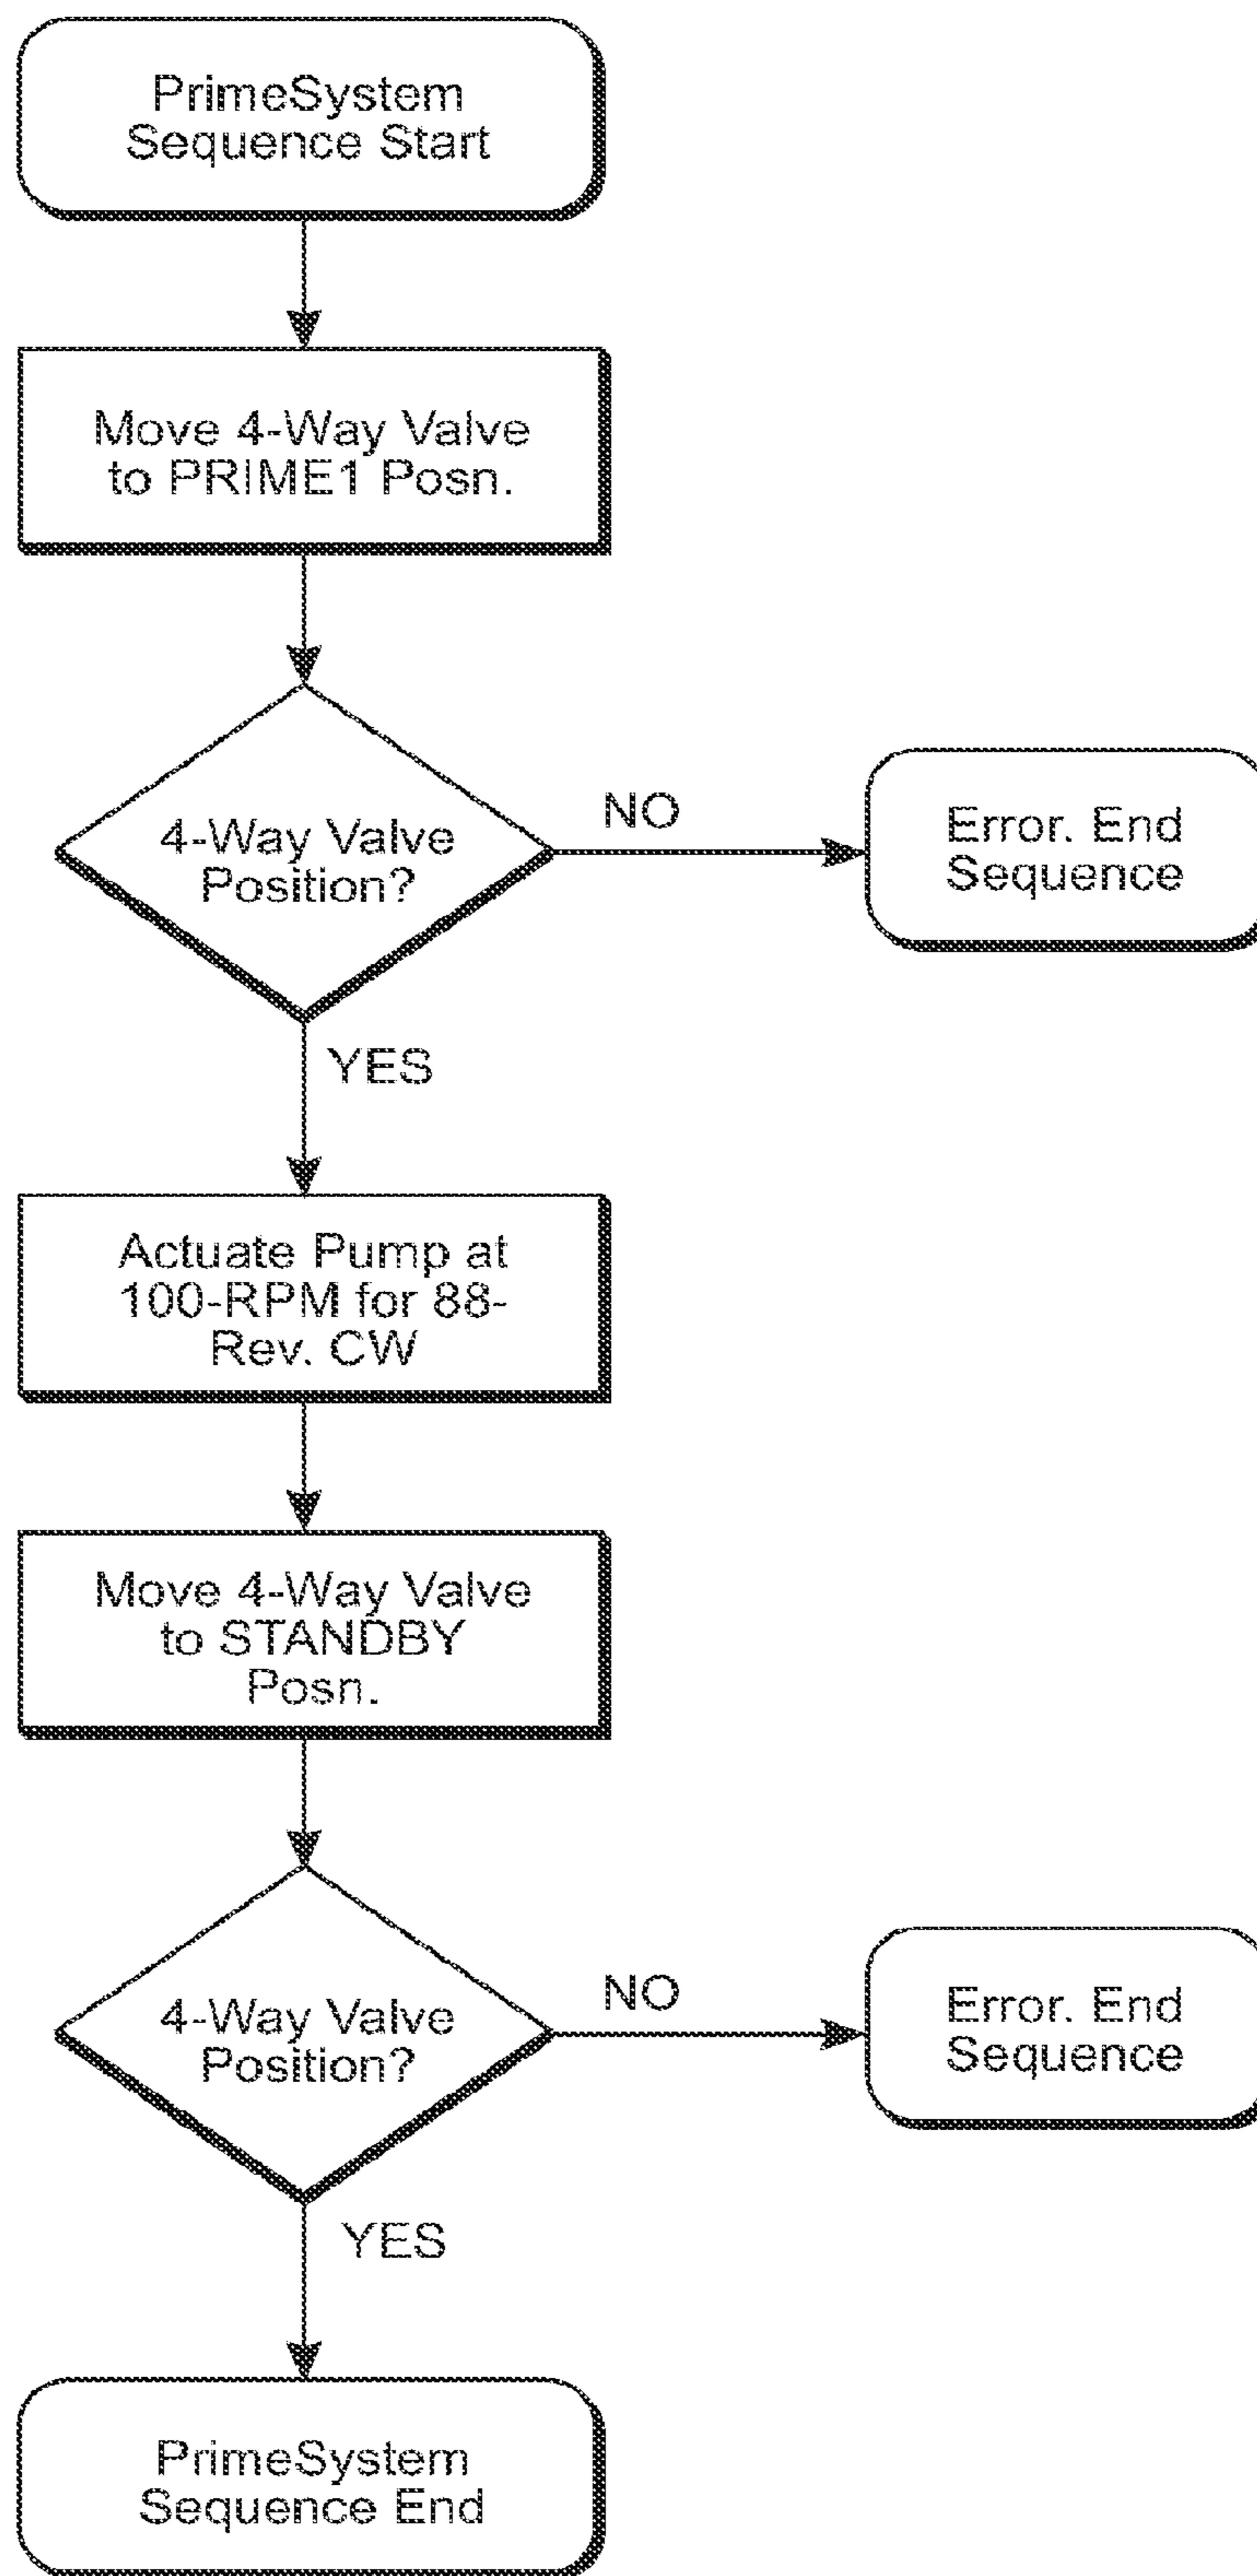 PrimeSystem
Sequence Start
Move 4-Way Valve
to PRIME1 Posn.
4-Way Valve
Position?
NO
Error. End
Sequence
YES
Actuate Pump at
100-RPM for 88-
Rev. CW
Move 4-Way Valve
to STANDBY
Posn.
4-Way Valve
Position?
NO
Error. End
Sequence
YES
PrimeSystem
Sequence End